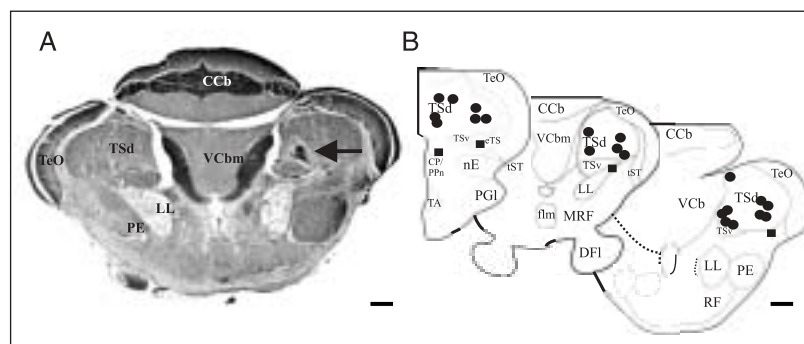 A
CCb
TeO
TSd
VCbm
LL
PE
B
TeO
TSd
TSv
eTS
CP/
PPn
nE
tST
TA
PGl
CCb
TeO
VCbm
TSd
TSv
tST
LL
flm
MRF
DFl
CCb
TeO
VCb
TSd
TSv
LL
PE
RF